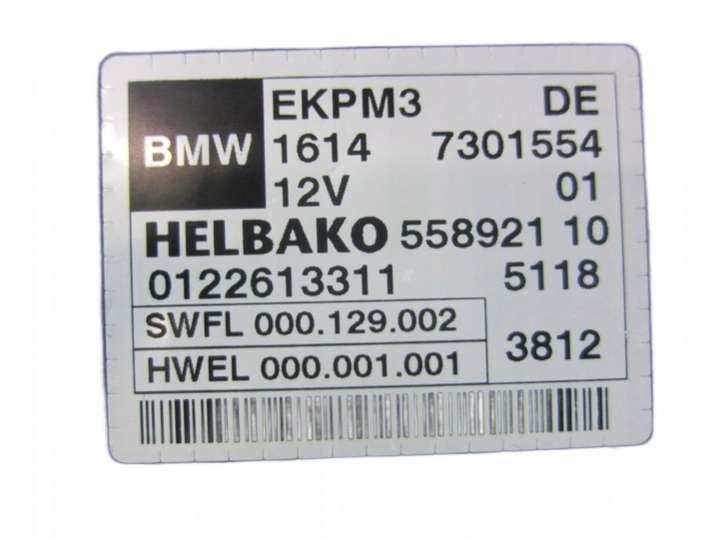 EKPM3 DE
BMW 1614 7301554
12V 01
HELBAKO 558921 10
0122613311 5118
SWFL 000.129.002
3812
HWEL 000.001.001